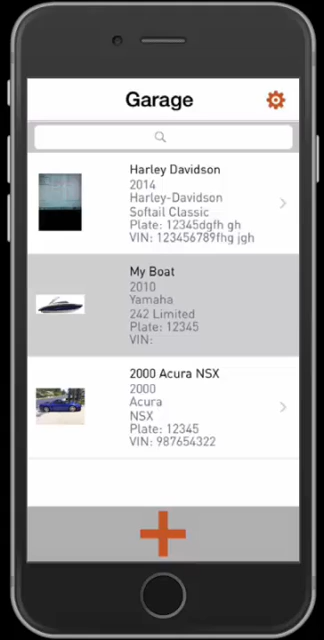 Garage
Harley Davidson
2014
Harley-Davidson
Softail Classic
Plate: 12345dgfh gh
VIN: 123456789fhg jgh
My Boat
2010
Yamaha
242 Limited
Plate: 12345
VIN:
2000 Acura NSX
2000
Acura
NSX
Plate: 12345
VIN: 987654322